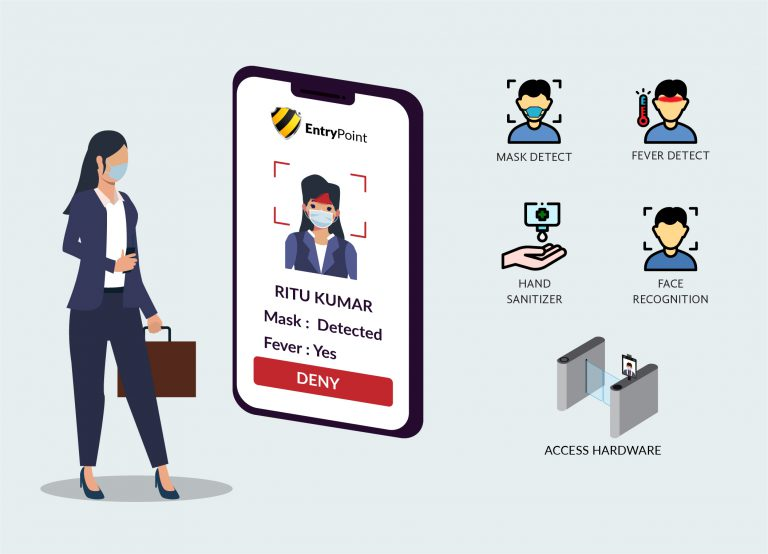 EntryPoint
RITU KUMAR
Mask : Detected
Fever : Yes
DENY
MASK DETECT
FEVER DETECT
HAND
SANITIZER
FACE
RECOGNITION
ACCESS HARDWARE